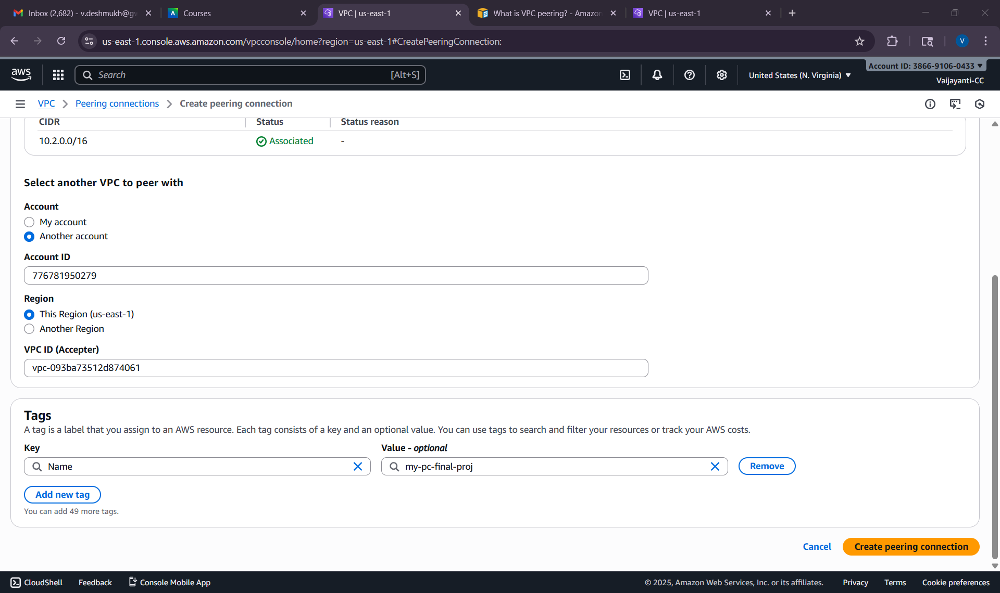 Inbox (2,682) - v.deshmukh@gw
Courses
VPC | us-east-1
What is VPC peering? - Amazon
VPC | us-east-1
us-east-1.console.aws.amazon.com/vpcconsole/home?region=us-east-1#CreatePeeringConnection:
V
aws
Search
[Alt+S]
United States (N. Virginia)
Account ID: 3866-9106-0433
Vaijayanti-CC
VPC
Peering connections
Create peering connection
CIDR
Status
Status reason
10.2.0.0/16
Associated
-
Select another VPC to peer with
Account
My account
Another account
Account ID
776781950279
Region
This Region (us-east-1)
Another Region
VPC ID (Accepter)
vpc-093ba73512d874061
Tags
A tag is a label that you assign to an AWS resource. Each tag consists of a key and an optional value. You can use tags to search and filter your resources or track your AWS costs.
Key
Value - optional
Name
my-pc-final-proj
Remove
Add new tag
You can add 49 more tags.
Cancel
Create peering connection
CloudShell
Feedback
Console Mobile App
© 2025, Amazon Web Services, Inc. or its affiliates.
Privacy
Terms
Cookie preferences